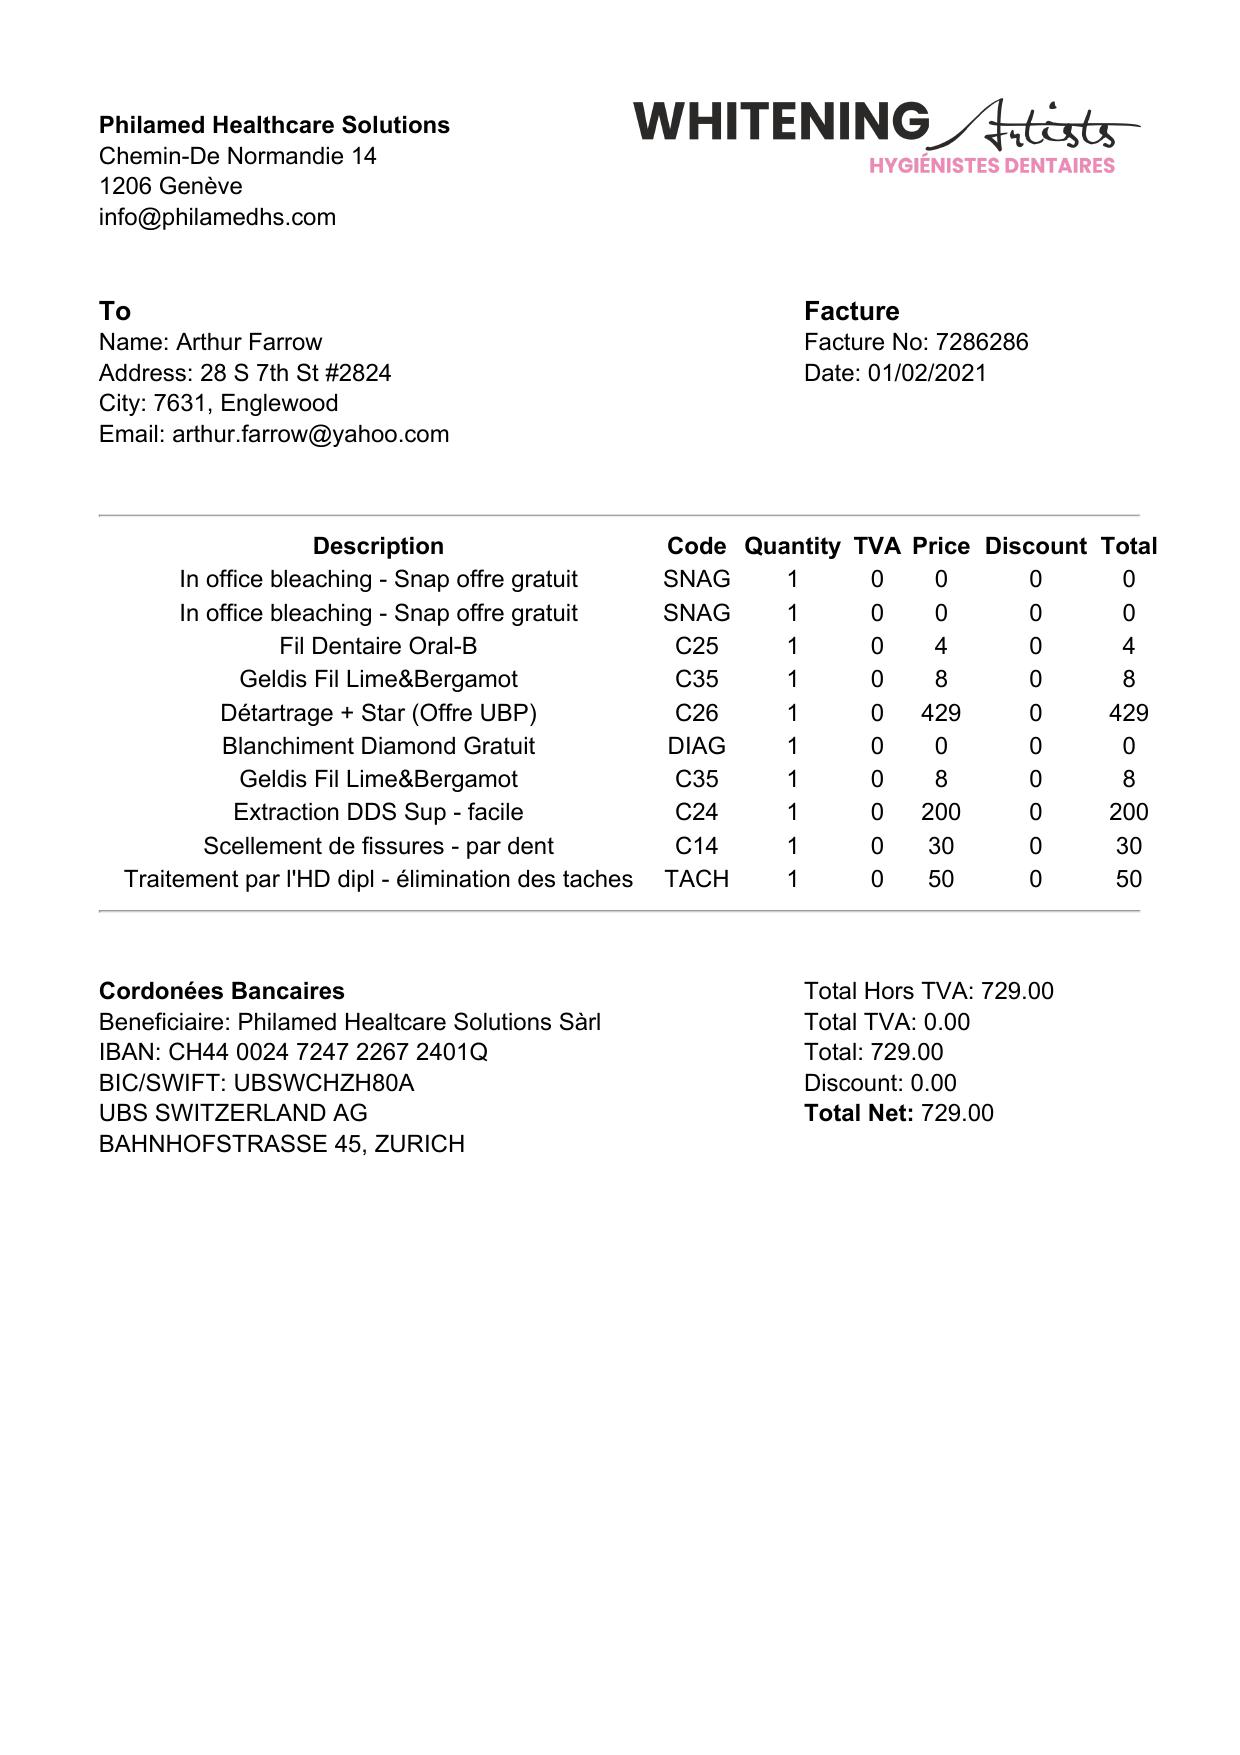 WHITENING Artists
HYGIÉNISTES DENTAIRES
Philamed Healthcare Solutions
Chemin-De Normandie 14
1206 Genève
info@philamedhs.com
To
Name: Arthur Farrow
Address: 28 S 7th St #2824
City: 7631, Englewood
Email: arthur.farrow@yahoo.com
Facture
Facture No: 7286286
Date: 01/02/2021
Description Code Quantity TVA Price Discount Total
In office bleaching - Snap offre gratuit SNAG 1 0 0 0 0
In office bleaching - Snap offre gratuit SNAG 1 0 0 0 0
Fil Dentaire Oral-B C25 1 0 4 0 4
Geldis Fil Lime&Bergamot C35 1 0 8 0 8
Détartrage + Star (Offre UBP) C26 1 0 429 0 429
Blanchiment Diamond Gratuit DIAG 1 0 0 0 0
Geldis Fil Lime&Bergamot C35 1 0 8 0 8
Extraction DDS Sup - facile C24 1 0 200 0 200
Scellement de fissures - par dent C14 1 0 30 0 30
Traitement par l'HD dipl - élimination des taches TACH 1 0 50 0 50
Cordonées Bancaires
Beneficiaire: Philamed Healtcare Solutions Sàrl
IBAN: CH44 0024 7247 2267 2401Q
BIC/SWIFT: UBSWCHZH80A
UBS SWITZERLAND AG
BAHNHOFSTRASSE 45, ZURICH
Total Hors TVA: 729.00
Total TVA: 0.00
Total: 729.00
Discount: 0.00
Total Net: 729.00